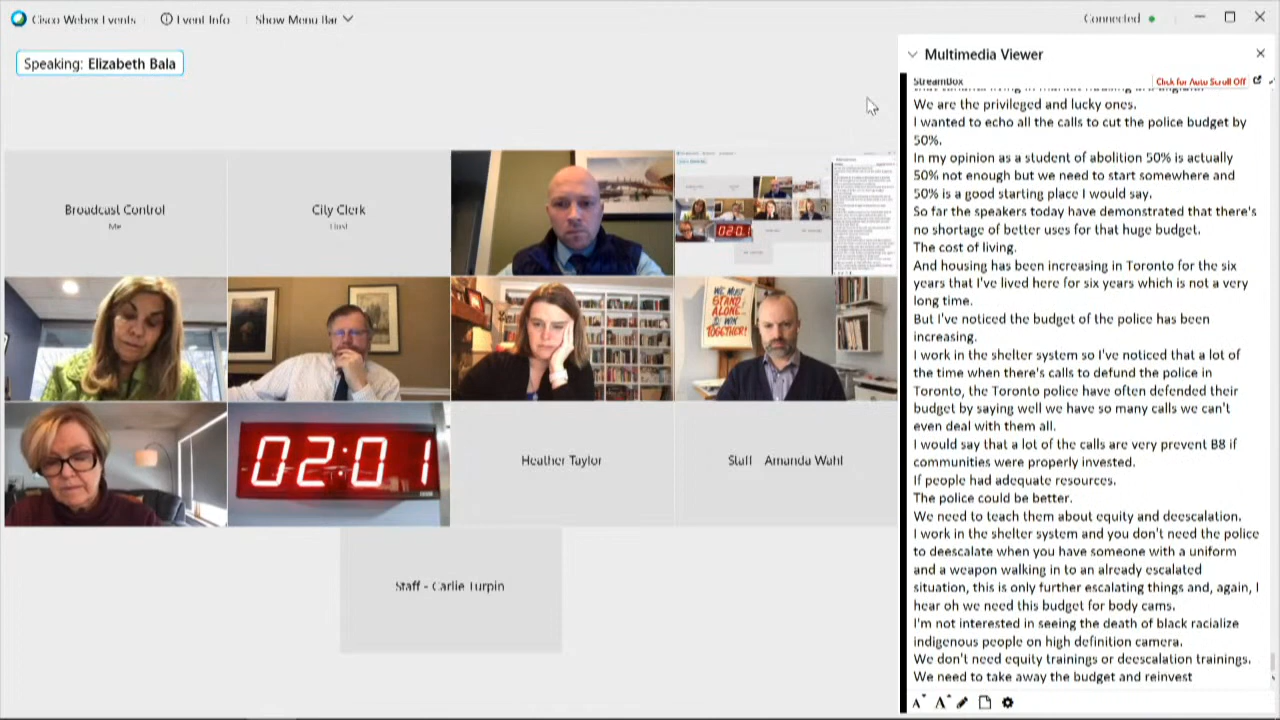 Cisco Webex Events
Event Info
Show Menu Bar
Connected
Speaking: Elizabeth Bala
Multimedia Viewer
StreamBox
Click for Auto Scroll Off
We are the privileged and lucky ones.
I wanted to echo all the calls to cut the police budget by
50%.
In my opinion as a student of abolition 50% is actually
50% not enough but we need to start somewhere and
50% is a good starting place I would say.
So far the speakers today have demonstrated that there's
no shortage of better uses for that huge budget.
The cost of living.
And housing has been increasing in Toronto for the six
years that I've lived here for six years which is not a very
long time.
But I've noticed the budget of the police has been
increasing.
I work in the shelter system so I've noticed that a lot of
the time when there's calls to defund the police in
Toronto, the Toronto police have often defended their
budget by saying well we have so many calls we can't
even deal with them all.
I would say that a lot of the calls are very prevent B8 if
communities were properly invested.
If people had adequate resources.
The police could be better.
We need to teach them about equity and deescalation.
I work in the shelter system and you don't need the police
to deescalate when you have someone with a uniform
and a weapon walking in to an already escalated
situation, this is only further escalating things and, again, I
hear oh we need this budget for body cams.
I'm not interested in seeing the death of black racialize
indigenous people on high definition camera.
We don't need equity trainings or deescalation trainings.
We need to take away the budget and reinvest
Broadcast
Me
City Clerk
Host
WE MUST
STAND
ALONE...
OR WIN
TOGETHER!
02:01
Heather Taylor
Staff Amanda Wahl
Staff - Carlie Turpin